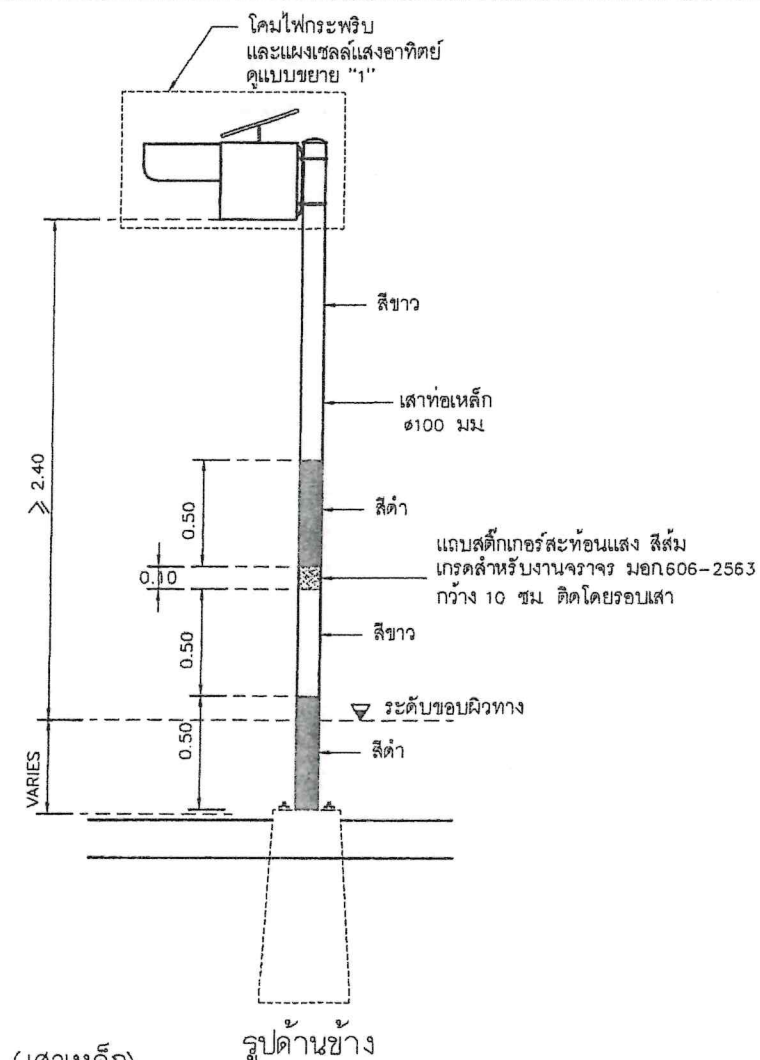 โคมไฟกระพริบ
และแผงเซลล์แสงอาทิตย์
ดูแบบขยาย "1"
สีขาว
เสาท่อเหล็ก
ø100 มม.
≥ 2.40
0.50
สีดำ
แถบสติ๊กเกอร์สะท้อนแสง สีส้ม
เกรดสำหรับงานจราจร มอก.606-2563
กว้าง 10 ซม. ติดโดยรอบเสา
0.10
0.50
สีขาว
ระดับขอบผิวทาง
0.50
สีดำ
VARIES
รูปด้านข้าง
(เสาเหล็ก)